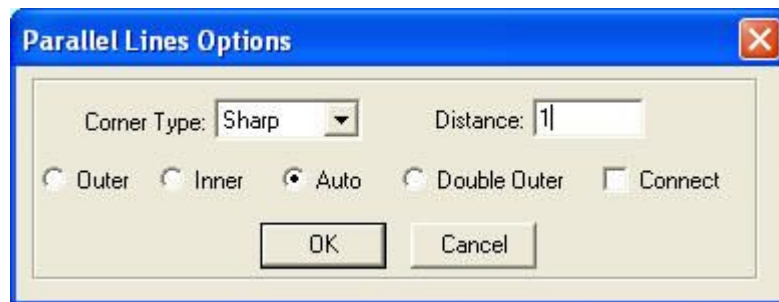 Parallel Lines Options
Corner Type: Sharp Distance: 1
Outer Inner Auto Double Outer Connect
OK Cancel